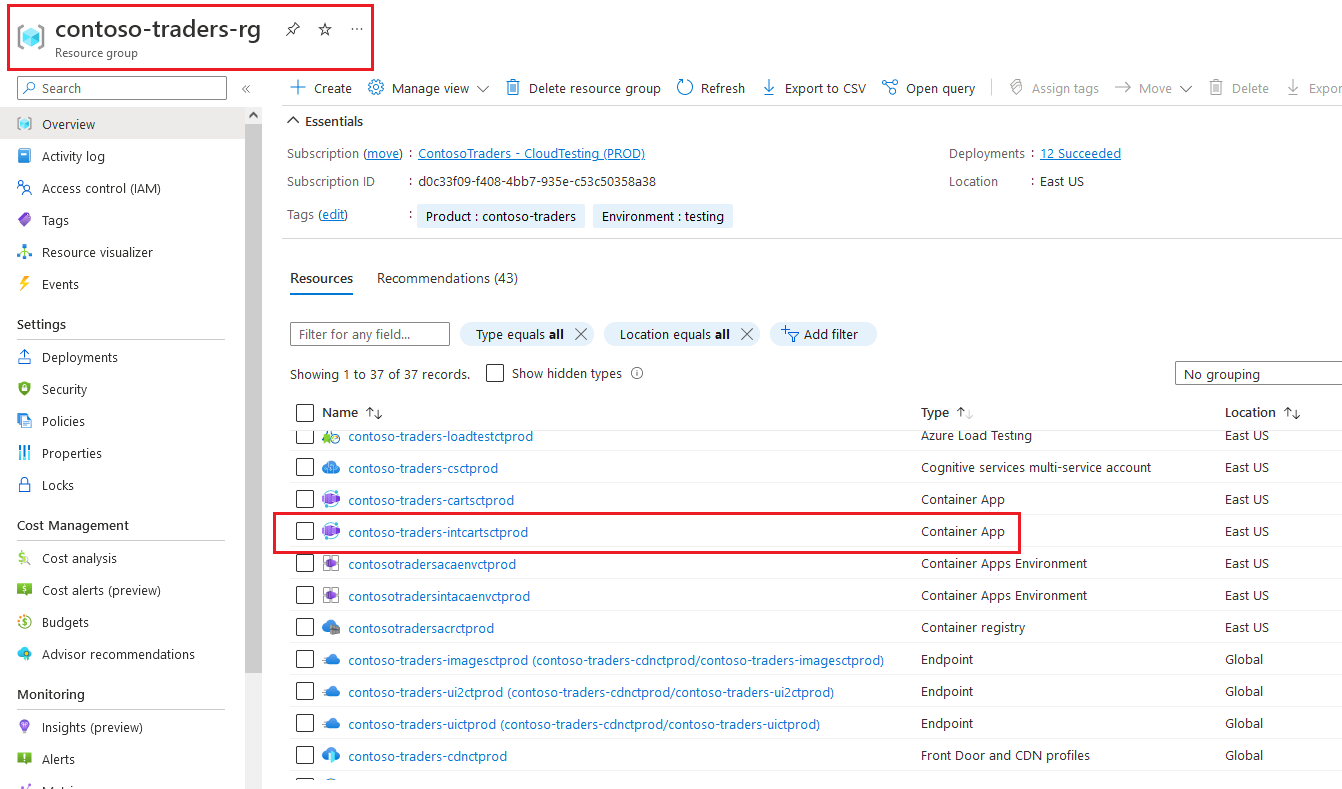 contoso-traders-rg
Resource group
Search
Overview
Activity log
Access control (IAM)
Tags
Resource visualizer
Events
Settings
Deployments
Security
Policies
Properties
Locks
Cost Management
Cost analysis
Cost alerts (preview)
Budgets
Advisor recommendations
Monitoring
Insights (preview)
Alerts
Create Manage view Delete resource group Refresh Export to CSV Open query Assign tags Move Delete Expor
Essentials
Subscription (move) : ContosoTraders - CloudTesting (PROD) Deployments : 12 Succeeded
Subscription ID : d0c33f09-f408-4bb7-935e-c53c50358a38 Location : East US
Tags (edit) : Product : contoso-traders Environment : testing
Resources Recommendations (43)
Filter for any field... Type equals all Location equals all Add filter
Showing 1 to 37 of 37 records. Show hidden types No grouping
Name Type Location
contoso-traders-loadtestctprod Azure Load Testing East US
contoso-traders-csctprod Cognitive services multi-service account East US
contoso-traders-cartsctprod Container App East US
contoso-traders-intcartsctprod Container App East US
contosotradersacaenvctprod Container Apps Environment East US
contosotradersintacaenvctprod Container Apps Environment East US
contosotradersacrctprod Container registry East US
contoso-traders-imagesctprod (contoso-traders-cdnctprod/contoso-traders-imagesctprod) Endpoint Global
contoso-traders-ui2ctprod (contoso-traders-cdnctprod/contoso-traders-ui2ctprod) Endpoint Global
contoso-traders-uictprod (contoso-traders-cdnctprod/contoso-traders-uictprod) Endpoint Global
contoso-traders-cdnctprod Front Door and CDN profiles Global